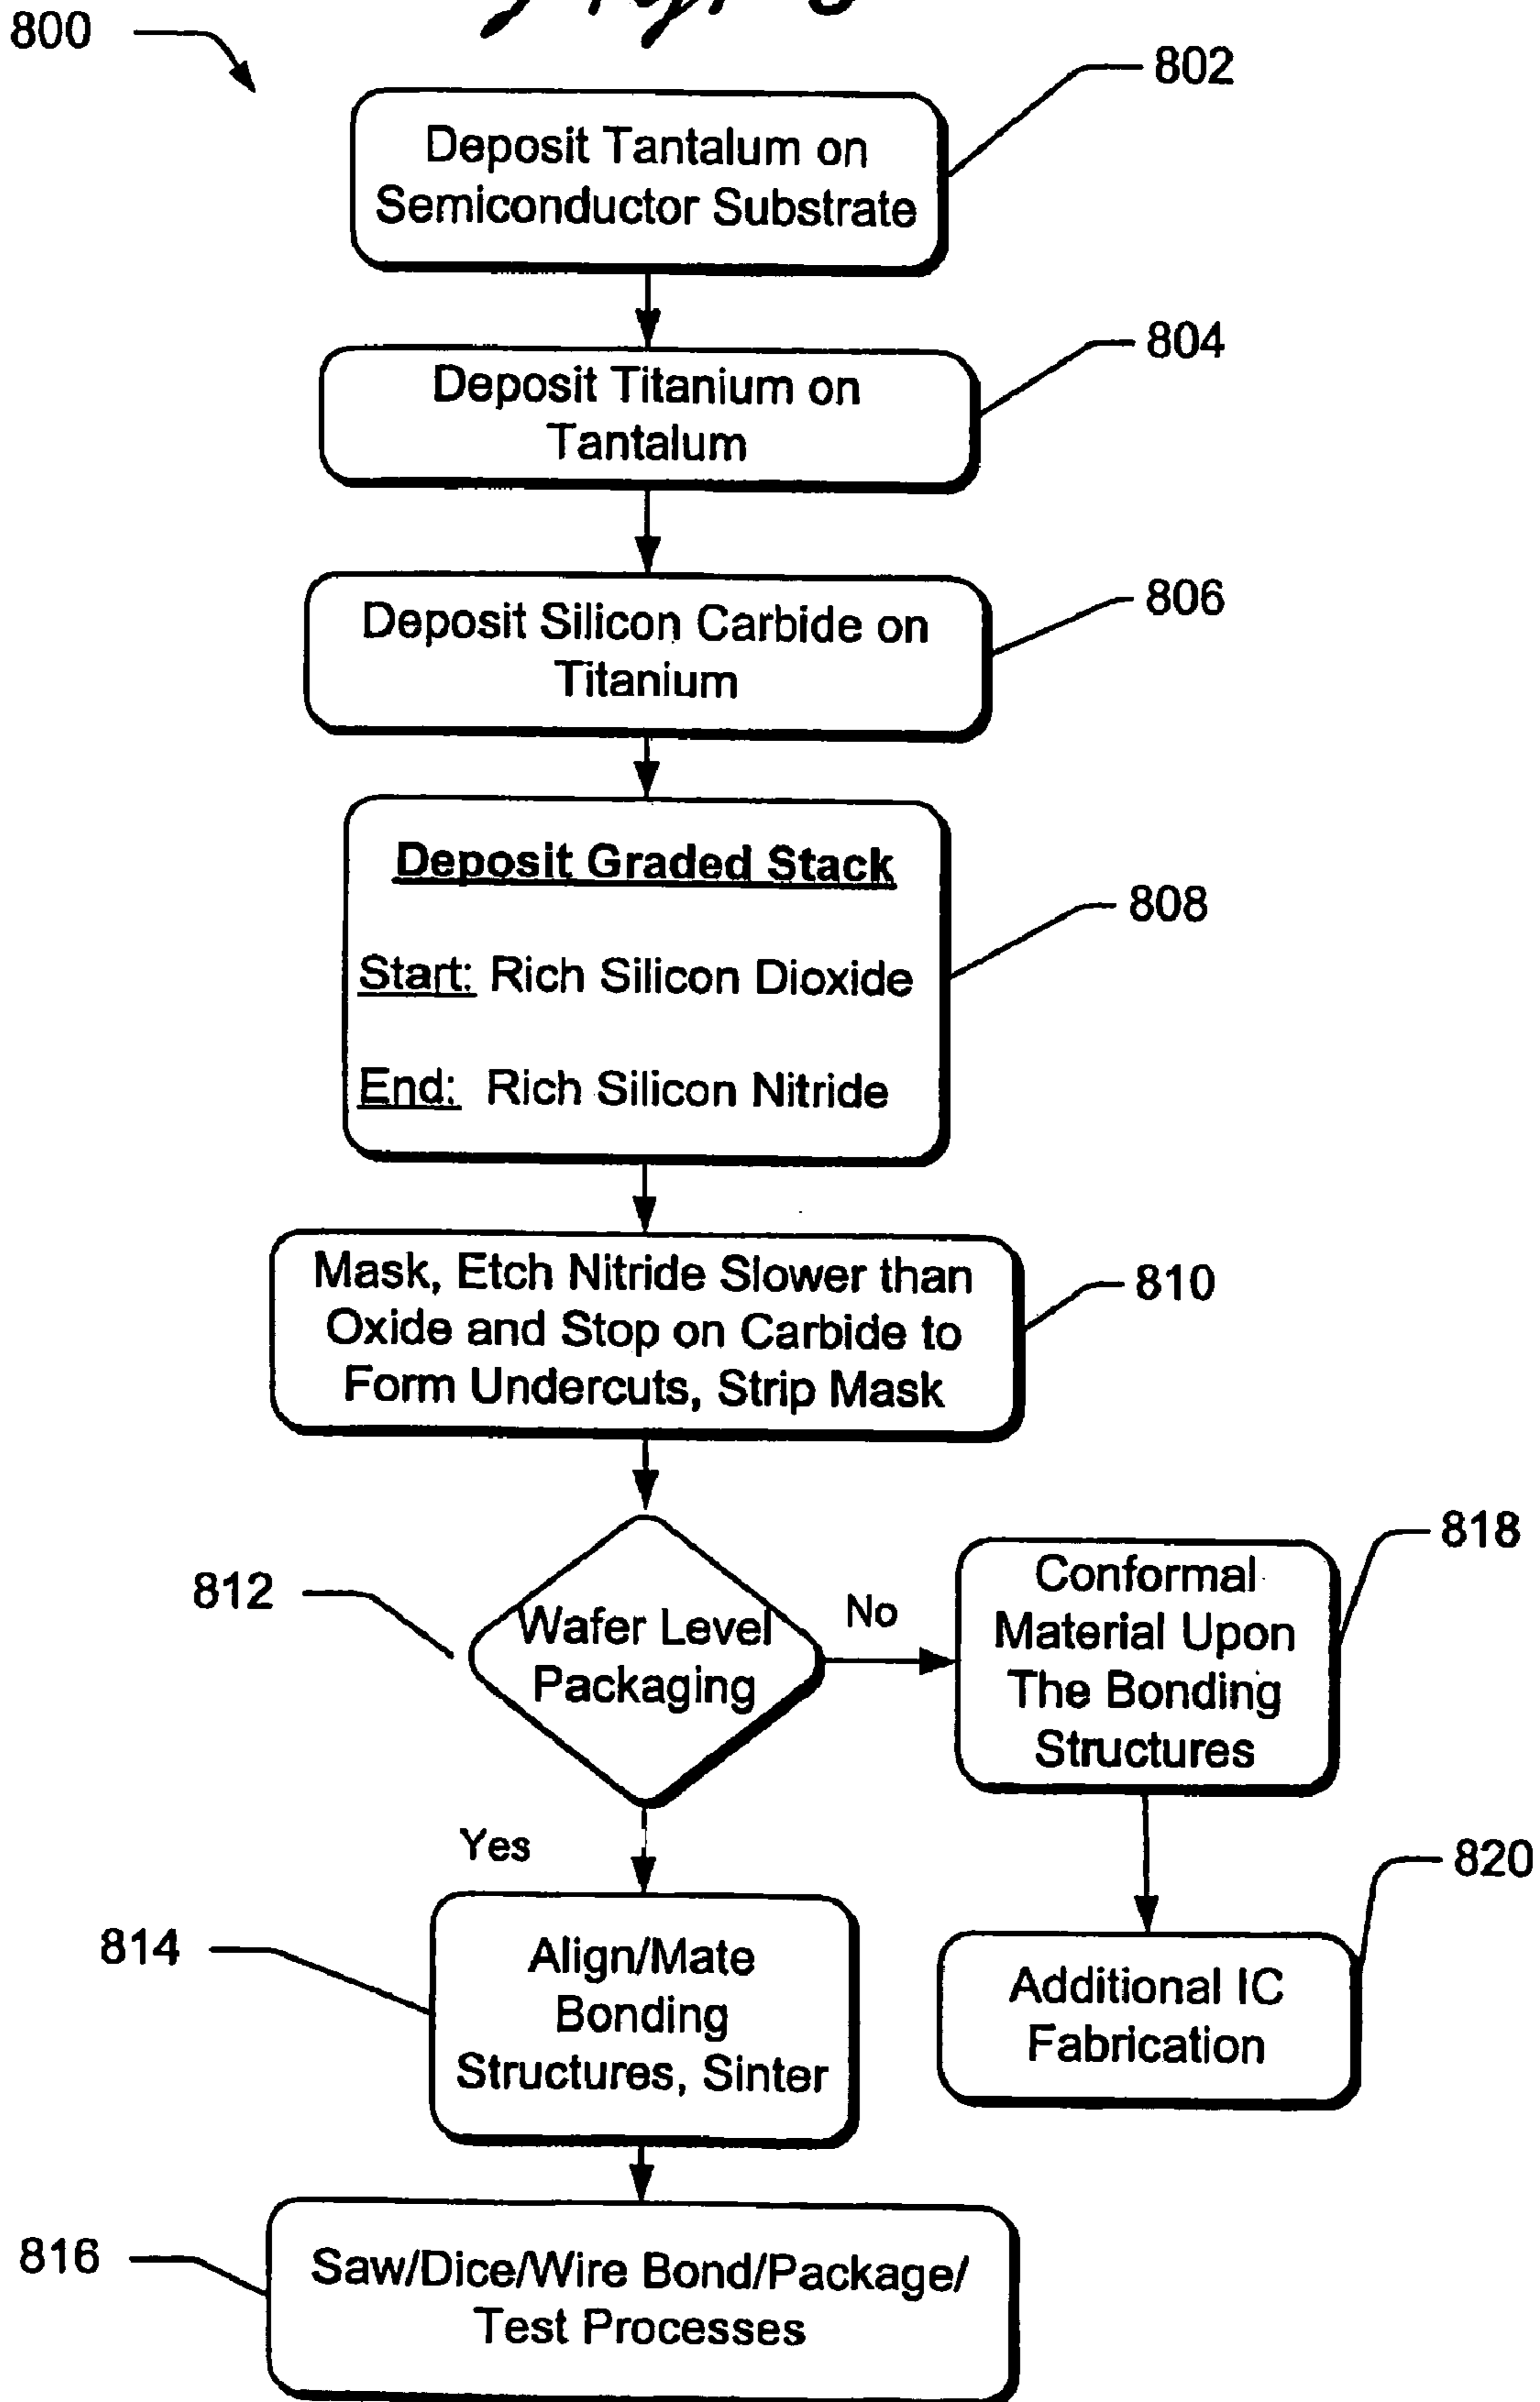 800
802
Deposit Tantalum on
Semiconductor Substrate
804
Deposit Titanium on
Tantalum
806
Deposit Silicon Carbide on
Titanium
808
Deposit Graded Stack
Start: Rich Silicon Dioxide
End: Rich Silicon Nitride
810
Mask, Etch Nitride Slower than
Oxide and Stop on Carbide to
Form Undercuts, Strip Mask
812
Wafer Level
Packaging
No
Yes
818
Conformal
Material Upon
The Bonding
Structures
820
Additional IC
Fabrication
814
Align/Mate
Bonding
Structures, Sinter
816
Saw/Dice/Wire Bond/Package/
Test Processes